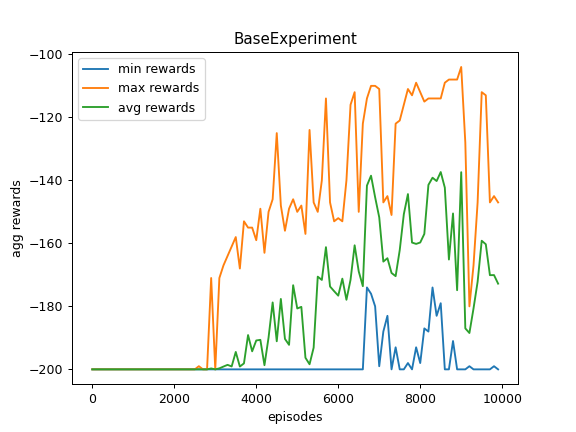 BaseExperiment
min rewards
max rewards
avg rewards
agg rewards
−100
−120
−140
−160
−180
−200
0 2000 4000 6000 8000 10000
episodes